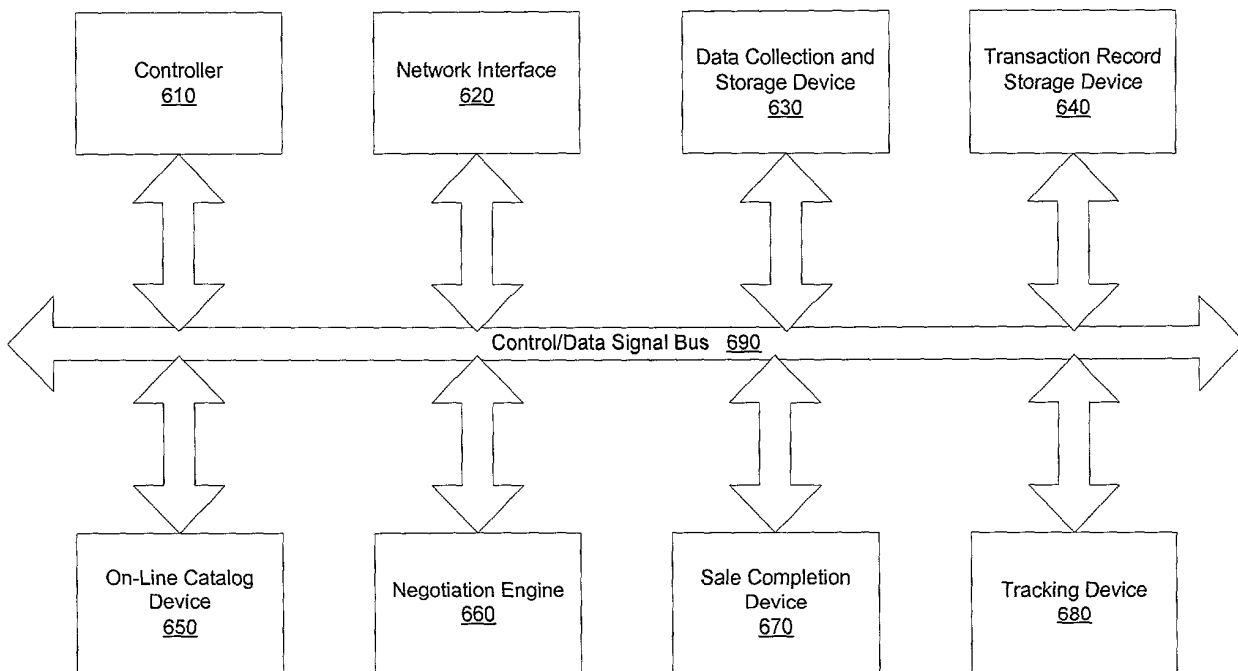 Controller
610
Network Interface
620
Data Collection and
Storage Device
630
Transaction Record
Storage Device
640
Control/Data Signal Bus 690
On-Line Catalog
Device
650
Negotiation Engine
660
Sale Completion
Device
670
Tracking Device
680